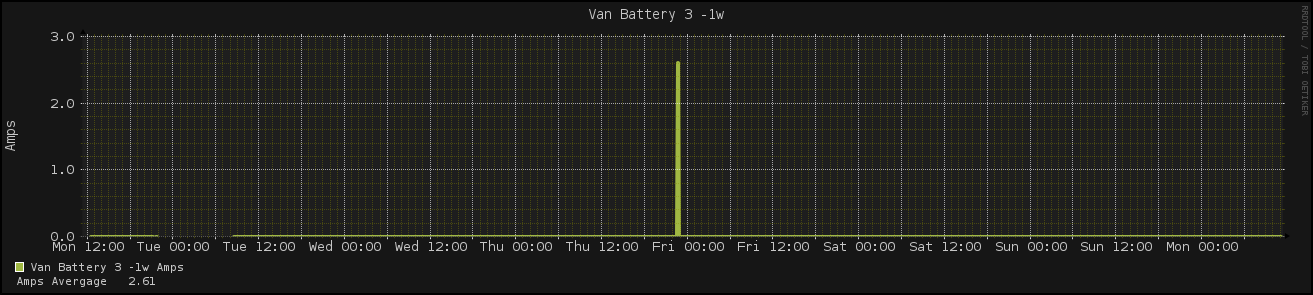 Van Battery 3 -1w
RRDTOOL / TOBI OETIKER
Amps
3.0
2.0
1.0
0.0
Mon 12:00 Tue 00:00 Tue 12:00 Wed 00:00 Wed 12:00 Thu 00:00 Thu 12:00 Fri 00:00 Fri 12:00 Sat 00:00 Sat 12:00 Sun 00:00 Sun 12:00 Mon 00:00
Van Battery 3 -1w Amps
Amps Avergage 2.61